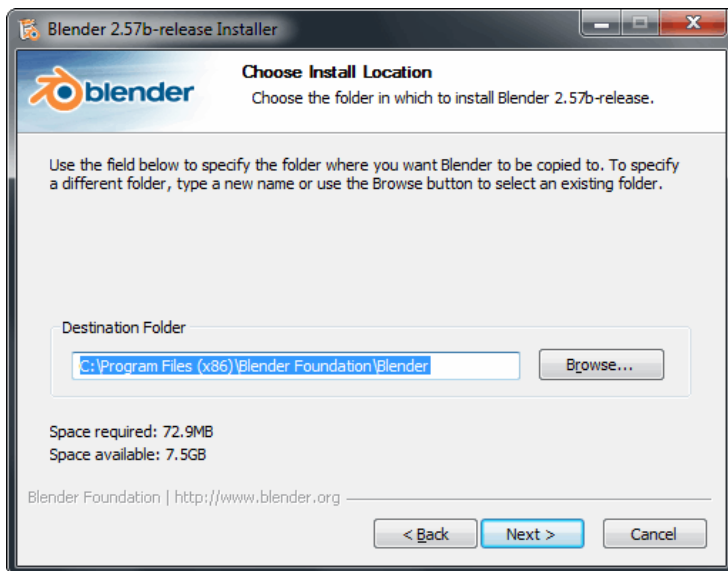 Blender 2.57b-release Installer
blender
Choose Install Location
Choose the folder in which to install Blender 2.57b-release.
Use the field below to specify the folder where you want Blender to be copied to. To specify
a different folder, type a new name or use the Browse button to select an existing folder.
Destination Folder
C:\Program Files (x86)\Blender Foundation\Blender
Browse...
Space required: 72.9MB
Space available: 7.5GB
Blender Foundation | http://www.blender.org
< Back
Next >
Cancel